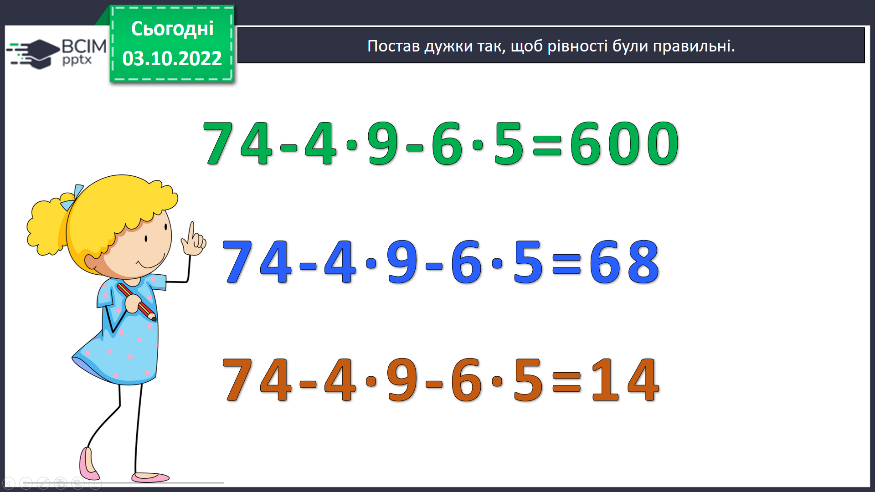 Сьогодні
03.10.2022
BCIM
pptx
Постав дужки так, щоб рівності були правильні.
74-4·9-6·5=600
74-4·9-6·5=68
74-4·9-6·5=14